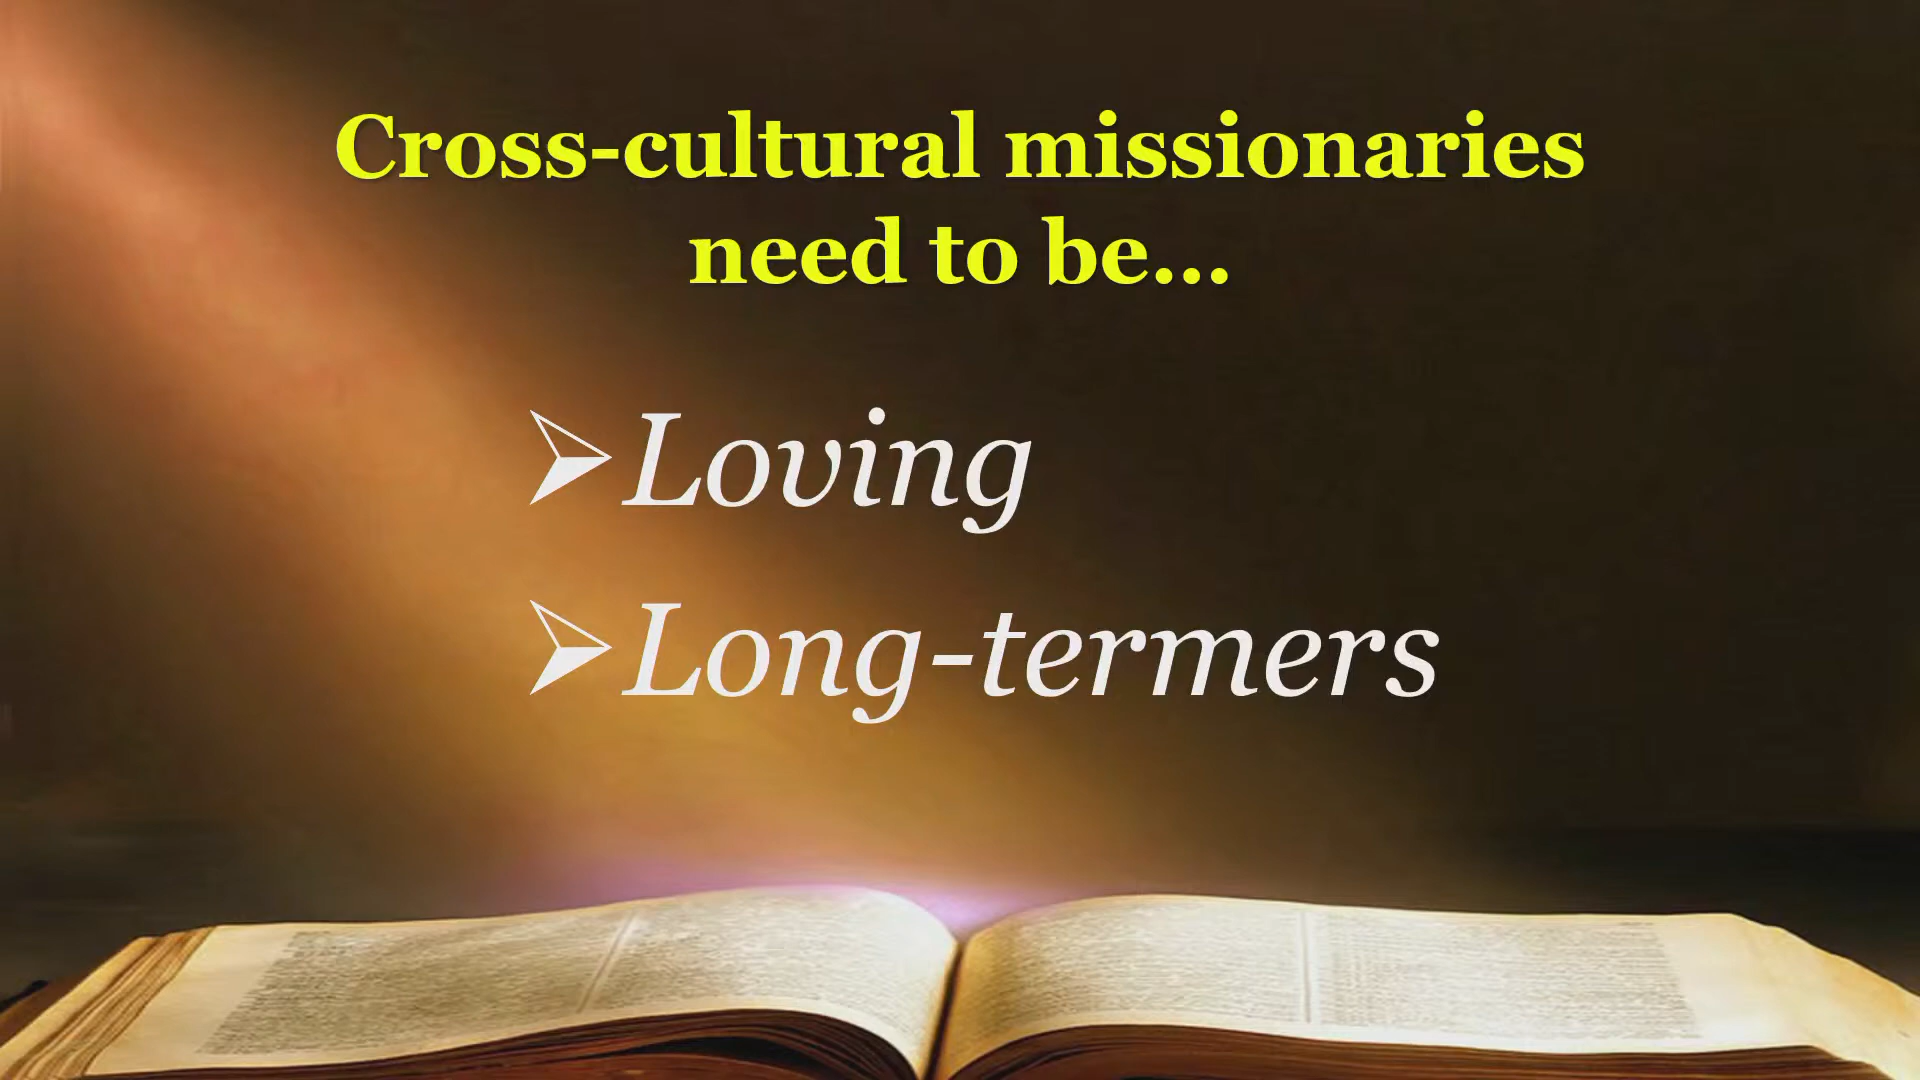 Cross-cultural missionaries
need to be...
➢Loving
➢Long-termers